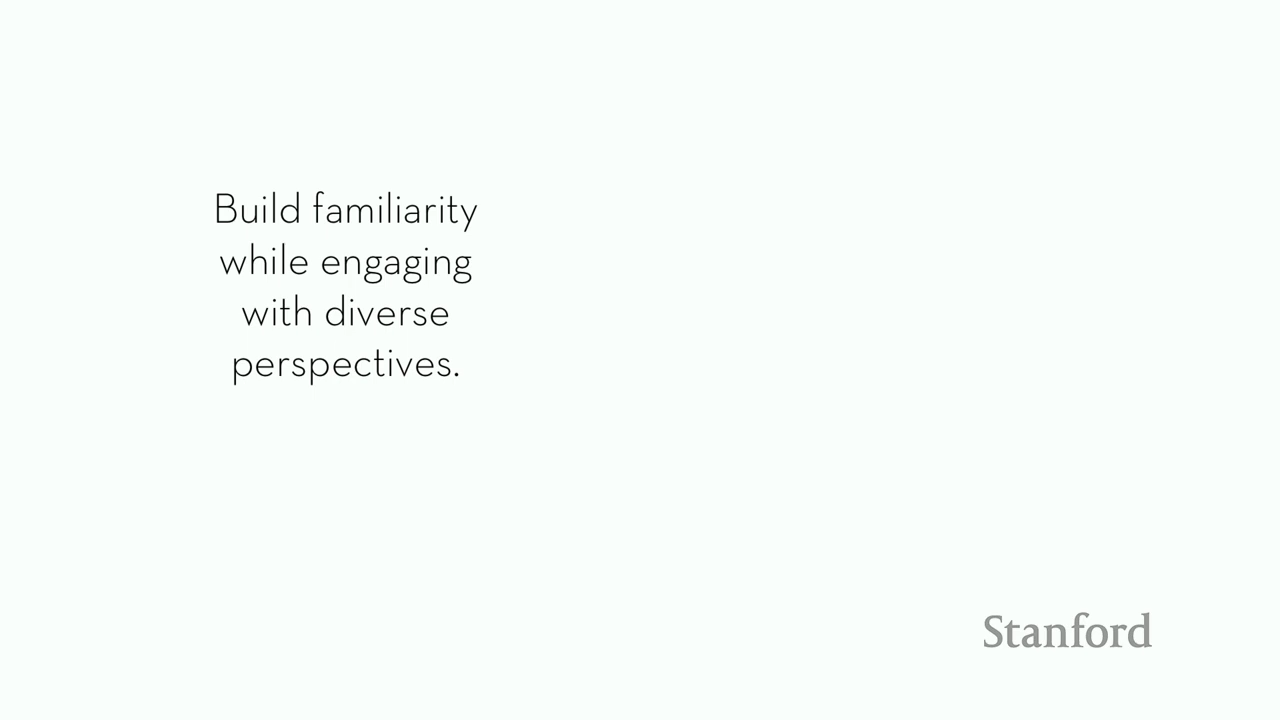 Build familiarity
while engaging
with diverse
perspectives.
Stanford